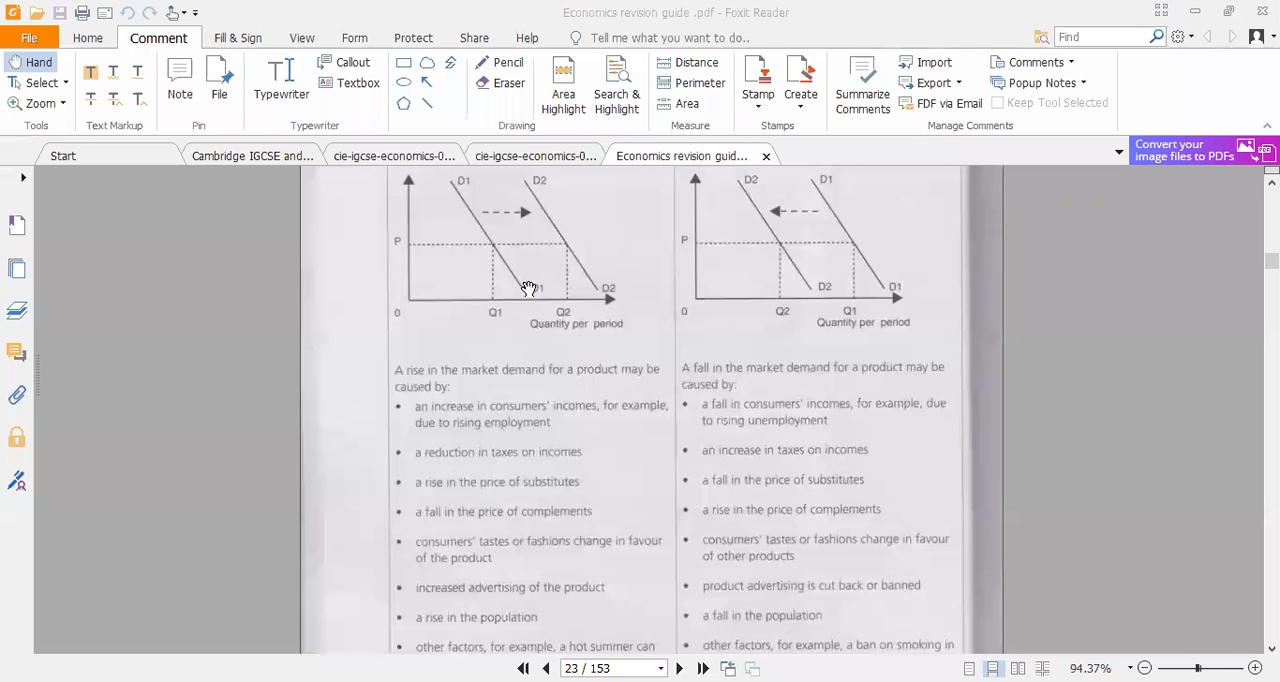 Economics revision guide .pdf - Foxit Reader
File
Home
Comment
Fill & Sign
View
Form
Protect
Share
Help
Tell me what you want to do..
Find
Hand
Select
Zoom
Tools
Text Markup
Note
File
Pin
Typewriter
Callout
Textbox
Typewriter
Pencil
Eraser
Area
Highlight
Search &
Highlight
Drawing
Distance
Perimeter
Area
Measure
Stamp
Create
Stamps
Summarize
Comments
Import
Export
FDF via Email
Comments
Popup Notes
Keep Tool Selected
Manage Comments
Start
Cambridge IGCSE and...
cie-igcse-economics-0...
cie-igcse-economics-0...
Economics revision guid...
Convert your
image files to PDFs
D1
D2
P
D2
0
Q1
Q2
Quantity per period
D2
D1
P
D2
D1
0
Q2
Q1
Quantity per period
A rise in the market demand for a product may be
caused by:
• an increase in consumers' incomes, for example,
due to rising employment
• a reduction in taxes on incomes
• a rise in the price of substitutes
• a fall in the price of complements
• consumers' tastes or fashions change in favour
of the product
• increased advertising of the product
• a rise in the population
• other factors, for example, a hot summer can
A fall in the market demand for a product may be
caused by:
• a fall in consumers' incomes, for example, due
to rising unemployment
• an increase in taxes on incomes
• a fall in the price of substitutes
• a rise in the price of complements
• consumers' tastes or fashions change in favour
of other products
• product advertising is cut back or banned
• a fall in the population
• other factors, for example, a ban on smoking in
23 / 153
94.37%